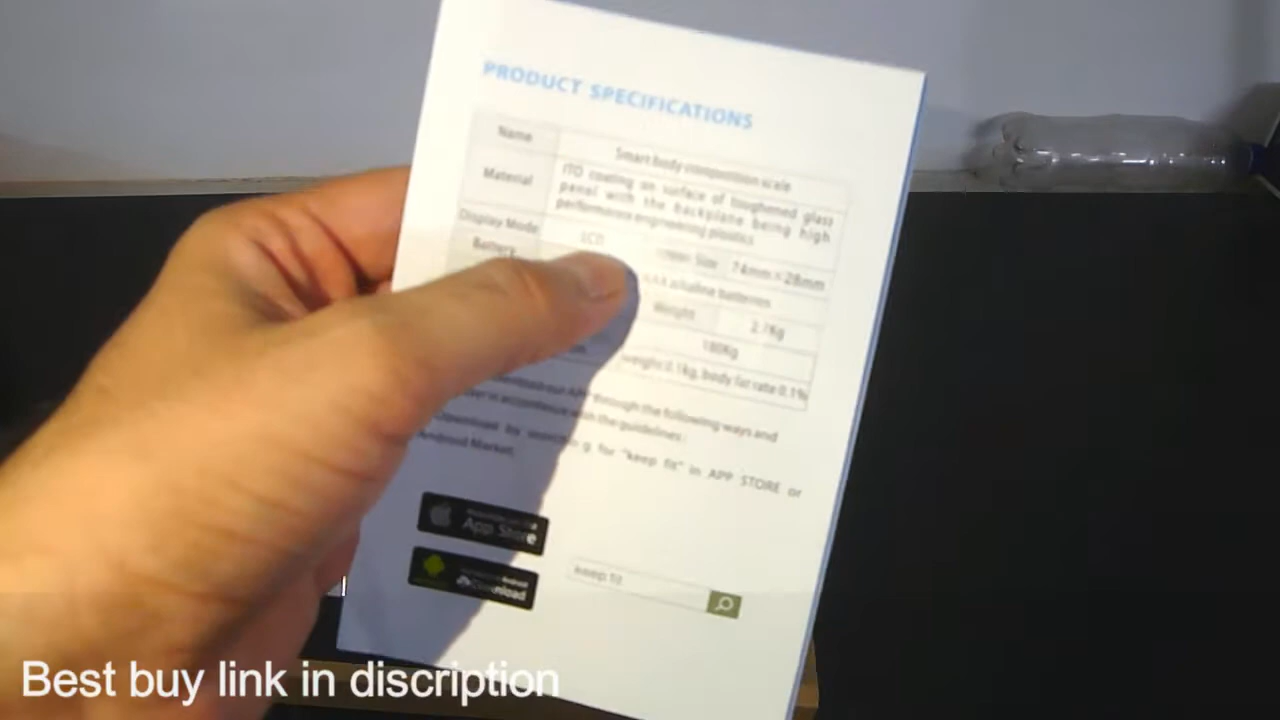 PRODUCT SPECIFICATIONS
Name Smart body composition scale
Material ITO coating on surface of toughened glass
panel with the backplane being high
performance engineering plastics
Display Mode LCD Size 74mm × 28mm
alkaline batteries
Weight 2.7Kg
180Kg
weight 0.1kg, body fat rate 0.1%
APP through the following ways and
in accordance with the guidelines:
Download by for "keep fit" in APP STORE or
Android Market.
App Store
Android
Download
keep fit
Best buy link in discription